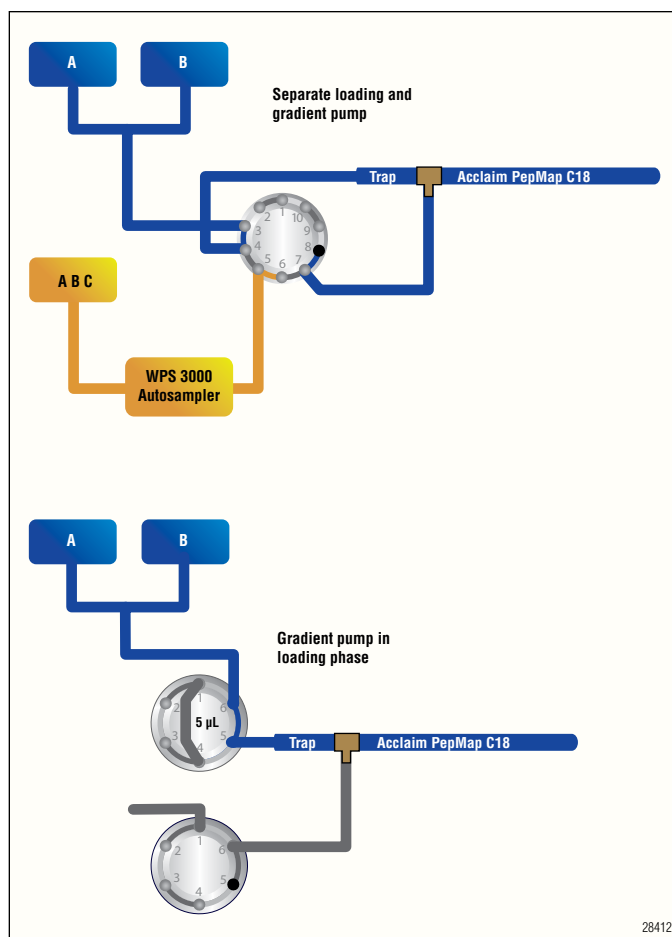 A
B
Separate loading and
gradient pump
Trap
Acclaim PepMap C18
1
2
10
3
9
4
8
5
6
7
A B C
WPS 3000
Autosampler
A
B
Gradient pump in
loading phase
1
2
6
5 µL
3
5
4
Trap
Acclaim PepMap C18
1
2
6
3
5
4
28412